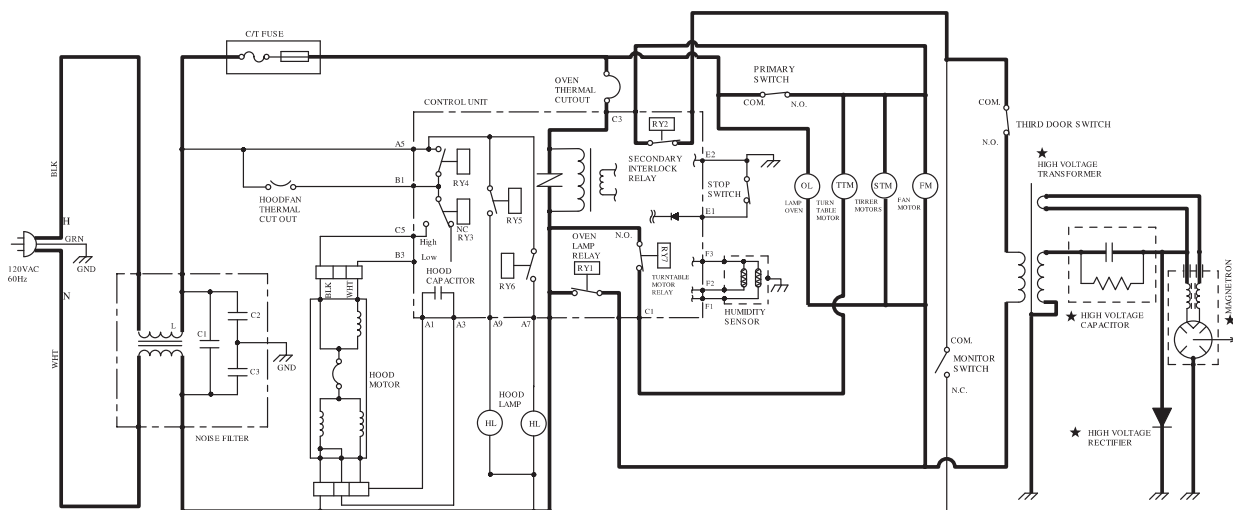 C/T FUSE
OVEN
THERMAL
CUTOUT
PRIMARY
SWITCH
COM.
N.O.
CONTROL UNIT
C3
RY2
COM.
THIRD DOOR SWITCH
N.O.
A5
SECONDARY
INTERLOCK
RELAY
E2
HIGH VOLTAGE
TRANSFORMER
BLK
RY4
B1
HOODFAN
THERMAL
CUT OUT
RY5
STOP
SWITCH
OL
TTM
STM
FM
LAMP
OVEN
TURN
TABLE
MOTOR
TIRRER
MOTORS
FAN
MOTOR
NC
RY3
E1
H
GRN
GND
120VAC
60Hz
N
C5
High
Low
B3
N.O.
OVEN
LAMP
RELAY
RY1
RY7
TURNTABLE
MOTOR
RELAY
F3
F2
F1
HUMIDITY
SENSOR
BLK
WHT
HOOD
CAPACITOR
RY6
A1
A3
A9
A7
C1
HIGH VOLTAGE
CAPACITOR
MAGNETRON
WHT
L
C1
C2
C3
GND
NOISE FILTER
HOOD
MOTOR
HOOD
LAMP
HL
HL
COM.
MONITOR
SWITCH
N.C.
HIGH VOLTAGE
RECTIFIER